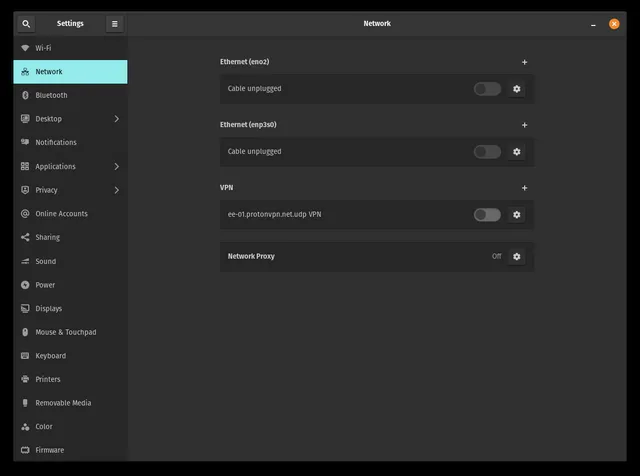 Settings
Network
Wi-Fi
Network
Bluetooth
Desktop
Notifications
Applications
Privacy
Online Accounts
Sharing
Sound
Power
Displays
Mouse & Touchpad
Keyboard
Printers
Removable Media
Color
Firmware
Ethernet (eno2)
Cable unplugged
Ethernet (enp3s0)
Cable unplugged
VPN
ee-01.protonvpn.net.udp VPN
Network Proxy Off